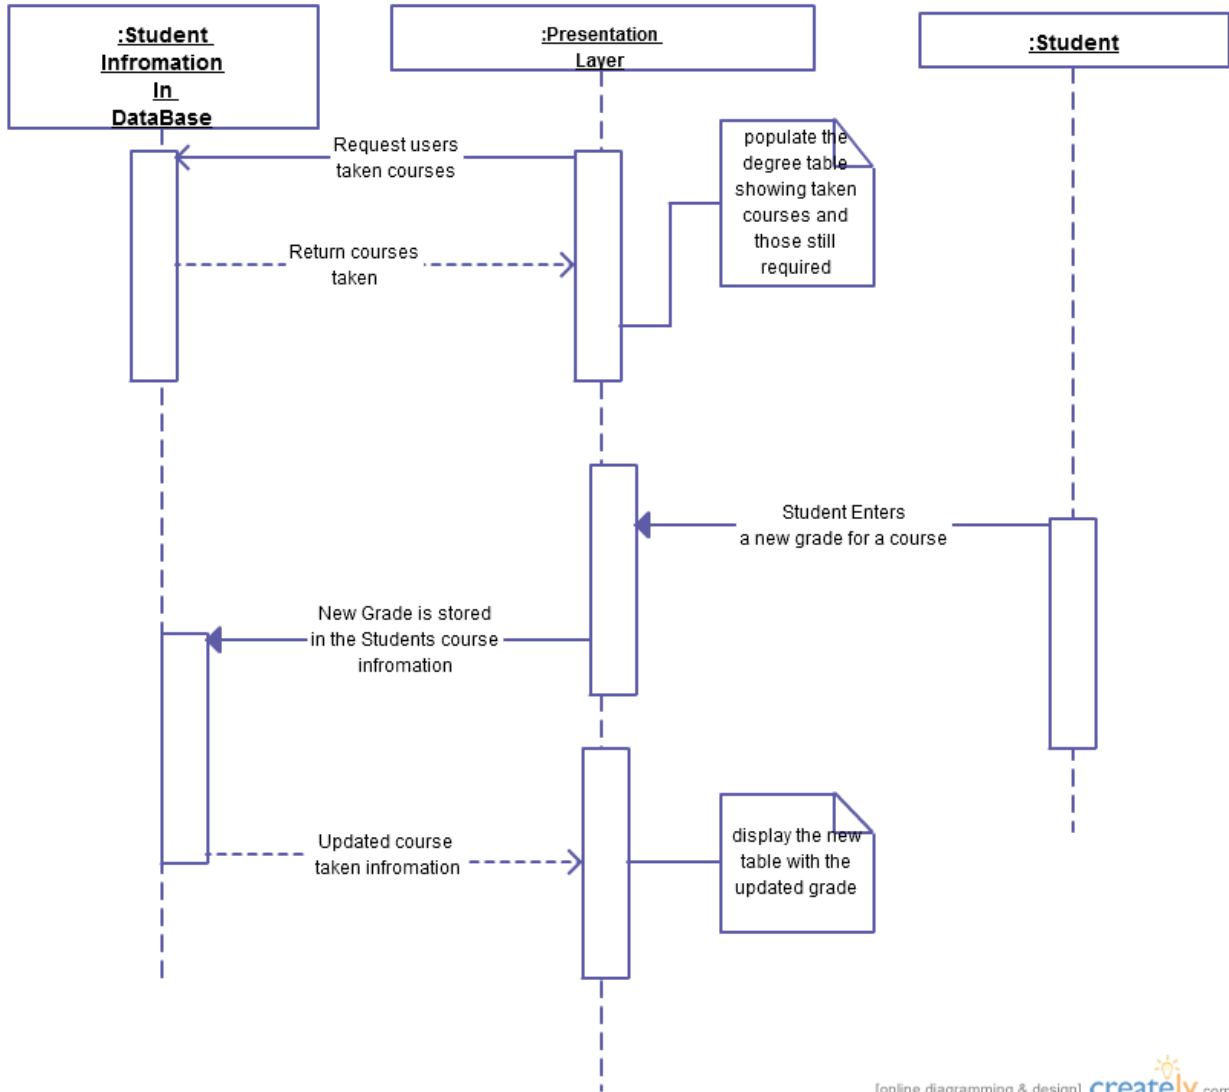 :Student
Infromation
In
DataBase
:Presentation
Layer
:Student
Request users
taken courses
populate the
degree table
showing taken
courses and
those still
required
Return courses
taken
Student Enters
a new grade for a course
New Grade is stored
in the Students course
infromation
Updated course
taken infromation
display the new
table with the
updated grade
[online diagramming & design] creately.com